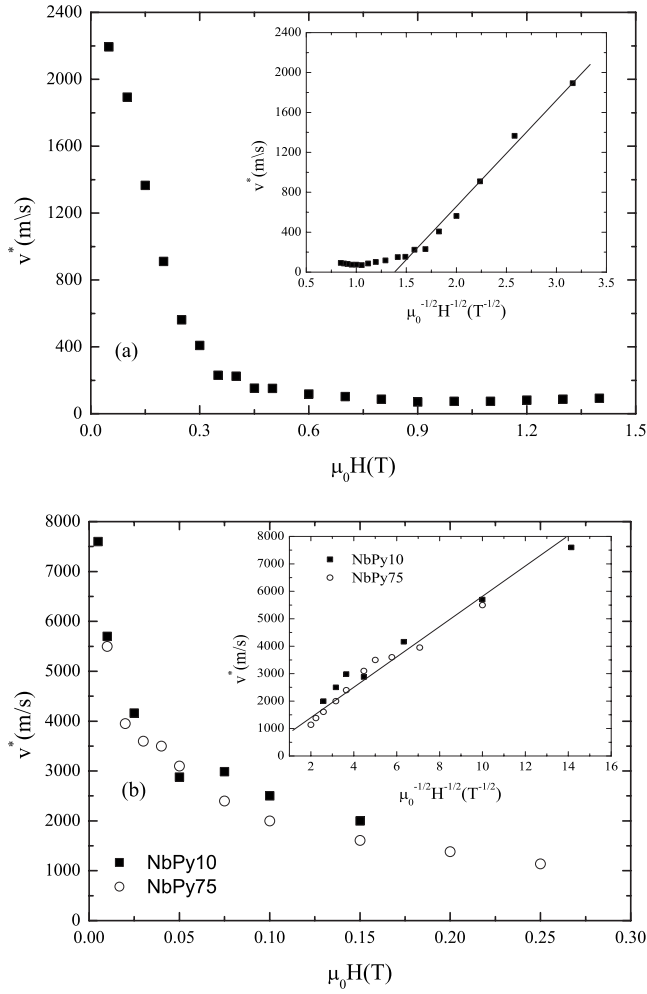 2400
2000
1600
1200
800
400
0
v* (m\s)
0.0 0.3 0.6 0.9 1.2 1.5
μ₀H(T)
(a)
2400
2000
1600
1200
800
400
0
v* (m\s)
0.5 1.0 1.5 2.0 2.5 3.0 3.5
μ₀⁻¹/²H⁻¹/²(T⁻¹/²)
8000
7000
6000
5000
4000
3000
2000
1000
0
v* (m/s)
0.00 0.05 0.10 0.15 0.20 0.25 0.30
μ₀H(T)
(b)
NbPy10
NbPy75
8000
7000
6000
5000
4000
3000
2000
1000
0
v* (m/s)
NbPy10
NbPy75
2 4 6 8 10 12 14 16
μ₀⁻¹/²H⁻¹/²(T⁻¹/²)